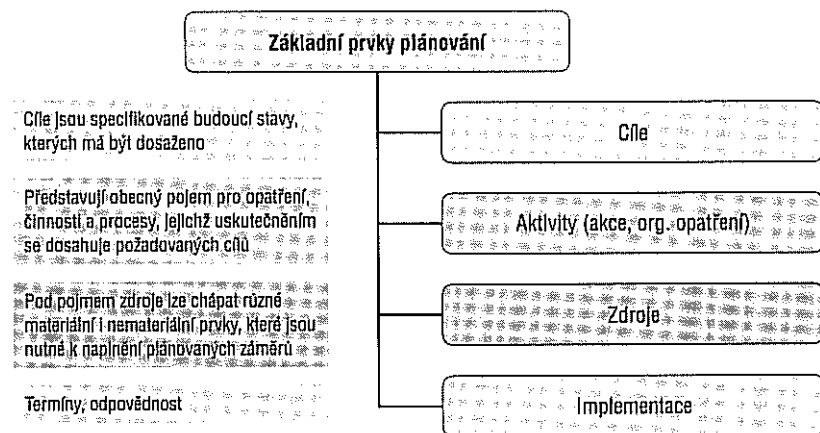 Základní prvky plánování
Cíle jsou specifikované budoucí stavy,
kterých má být dosaženo
Cíle
Představují obecný pojem pro opatření,
činnosti a procesy, jejichž uskutečněním
se dosahuje požadovaných cílů
Aktivity (akce, org. opatření)
Pod pojmem zdroje lze chápat různé
materiální i nemateriální prvky, které jsou
nutné k naplnění plánovaných záměrů
Zdroje
Termíny, odpovědnost
Implementace